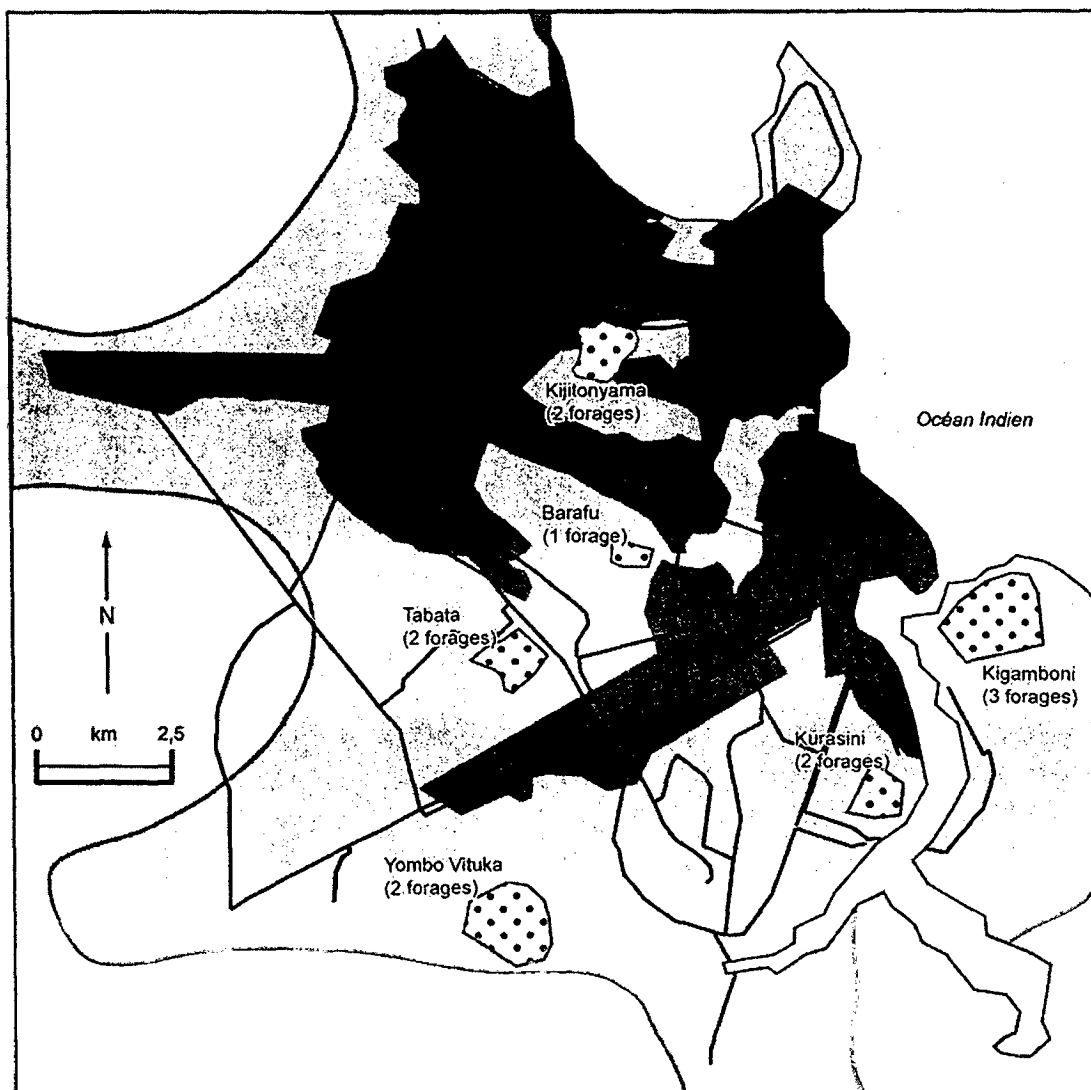 Kijitonyama
(2 forages)
Océan Indien
Barafu
(1 forage)
N
Tabata
(2 forages)
Kigamboni
(3 forages)
0 km 2,5
Kurasini
(2 forages)
Yombo Vituka
(2 forages)